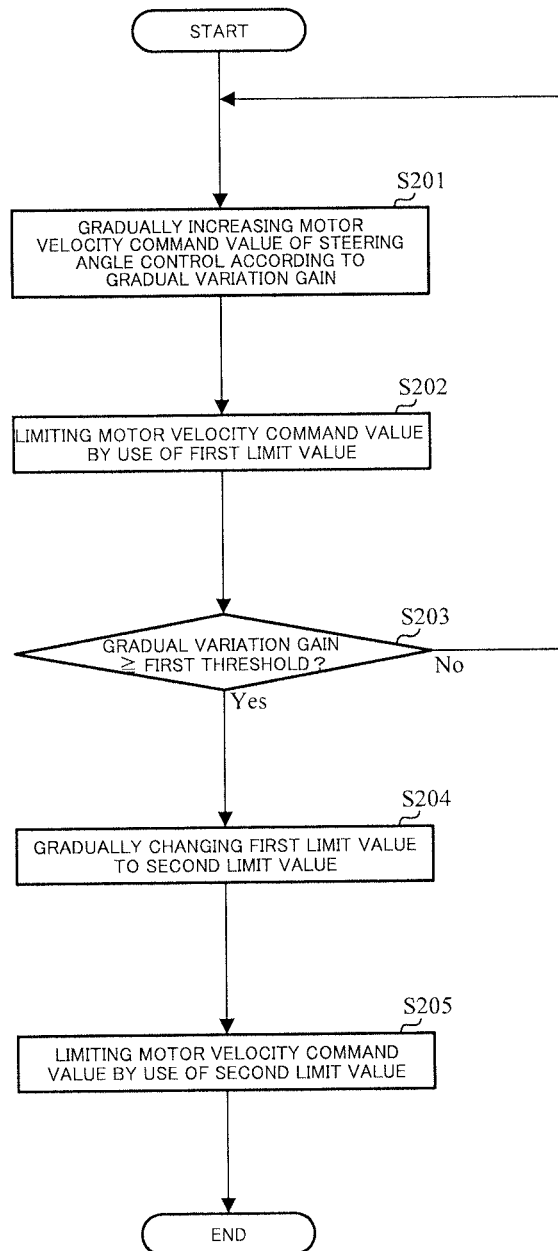 START
S201
GRADUALLY INCREASING MOTOR
VELOCITY COMMAND VALUE OF STEERING
ANGLE CONTROL ACCORDING TO
GRADUAL VARIATION GAIN
S202
LIMITING MOTOR VELOCITY COMMAND VALUE
BY USE OF FIRST LIMIT VALUE
S203
GRADUAL VARIATION GAIN
≧ FIRST THRESHOLD?
No
Yes
S204
GRADUALLY CHANGING FIRST LIMIT VALUE
TO SECOND LIMIT VALUE
S205
LIMITING MOTOR VELOCITY COMMAND
VALUE BY USE OF SECOND LIMIT VALUE
END